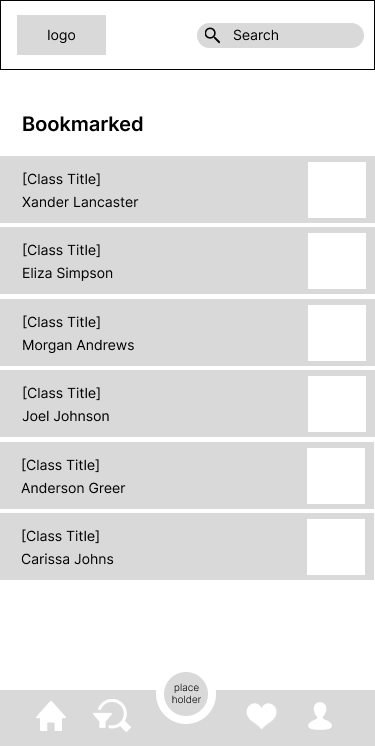 logo
Search
Bookmarked
[Class Title]
Xander Lancaster
[Class Title]
Eliza Simpson
[Class Title]
Morgan Andrews
[Class Title]
Joel Johnson
[Class Title]
Anderson Greer
[Class Title]
Carissa Johns
place
holder